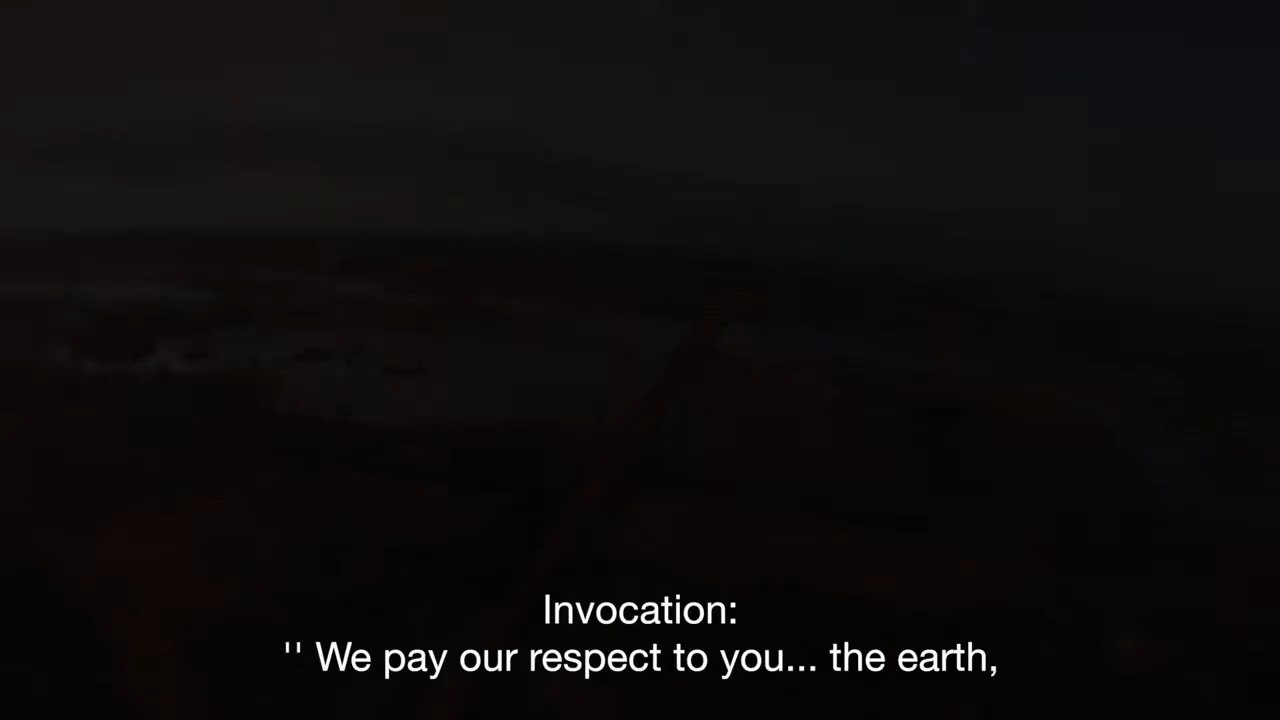 Invocation:
'' We pay our respect to you... the earth,